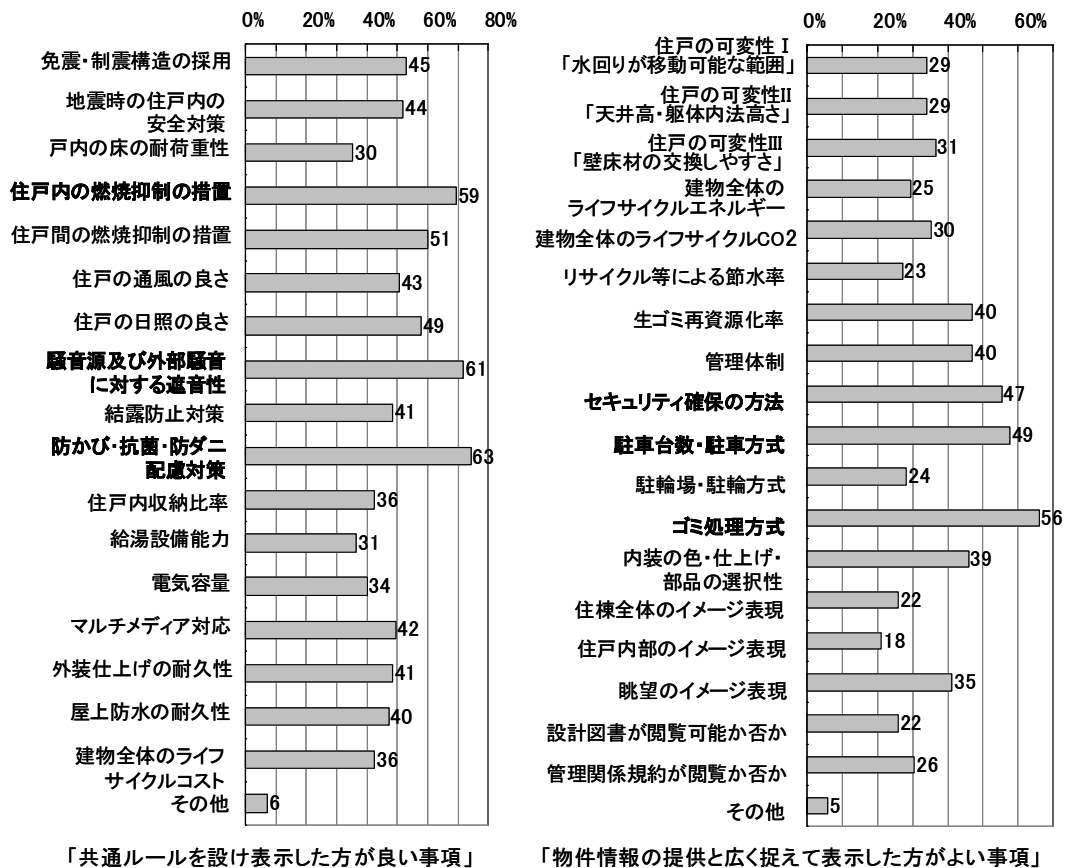 0% 20% 40% 60% 80%
免震・制震構造の採用 45
地震時の住戸内の
安全対策 44
戸内の床の耐荷重性 30
住戸内の燃焼抑制の措置 59
住戸間の燃焼抑制の措置 51
住戸の通風の良さ 43
住戸の日照の良さ 49
騒音源及び外部騒音
に対する遮音性 61
結露防止対策 41
防かび・抗菌・防ダニ
配慮対策 63
住戸内収納比率 36
給湯設備能力 31
電気容量 34
マルチメディア対応 42
外装仕上げの耐久性 41
屋上防水の耐久性 40
建物全体のライフ
サイクルコスト 36
その他 6
「共通ルールを設け表示した方が良い事項」
0% 20% 40% 60%
住戸の可変性Ⅰ
「水回りが移動可能な範囲」 29
住戸の可変性Ⅱ
「天井高・躯体内法高さ」 29
住戸の可変性Ⅲ
「壁床材の交換しやすさ」 31
建物全体の
ライフサイクルエネルギー 25
建物全体のライフサイクルCO2 30
リサイクル等による節水率 23
生ゴミ再資源化率 40
管理体制 40
セキュリティ確保の方法 47
駐車台数・駐車方式 49
駐輪場・駐輪方式 24
ゴミ処理方式 56
内装の色・仕上げ・
部品の選択性 39
住棟全体のイメージ表現 22
住戸内部のイメージ表現 18
眺望のイメージ表現 35
設計図書が閲覧可能か否か 22
管理関係規約が閲覧か否か 26
その他 5
「物件情報の提供と広く捉えて表示した方がよい事項」